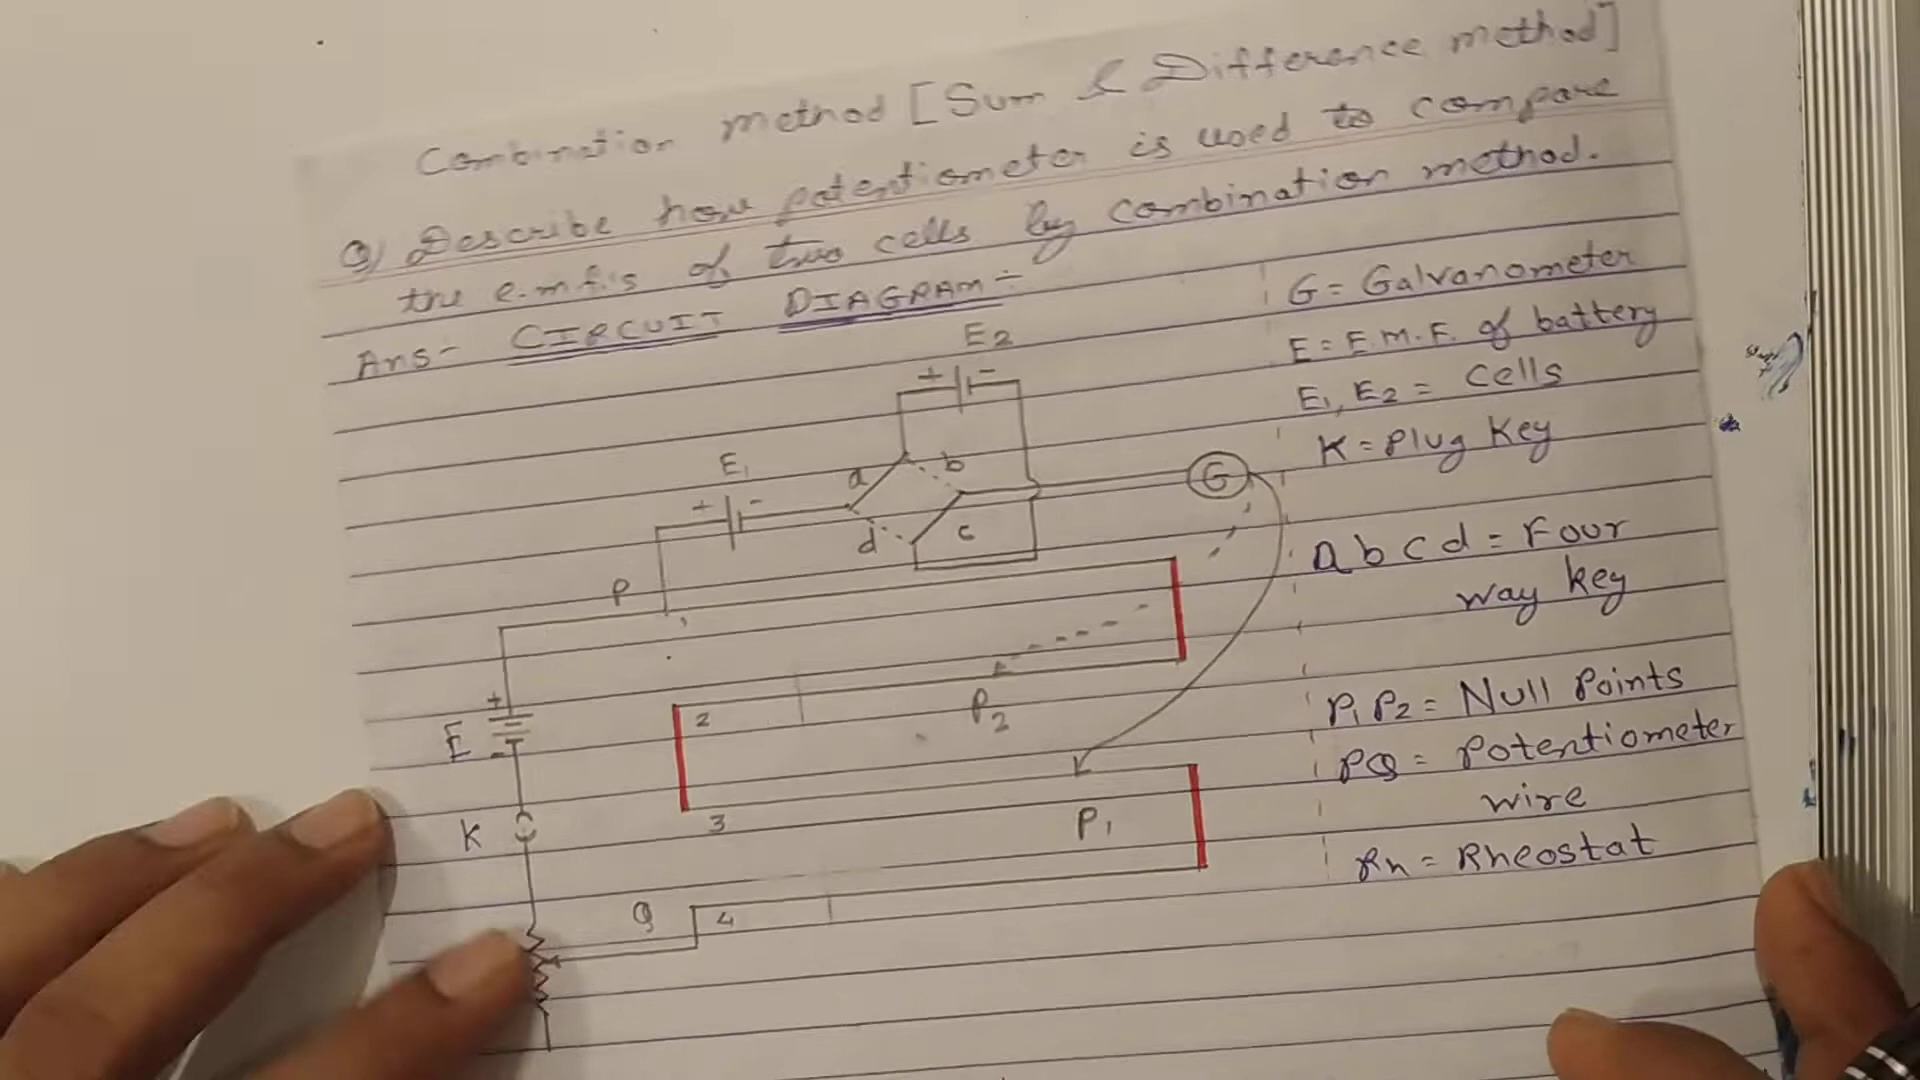 Combination method [Sum & Difference method]
Q) Describe how potentiometer is used to compare
the e.m.f.'s of two cells by combination method.
Ans- CIRCUIT DIAGRAM:-
G = Galvanometer
E = E.M.F. of battery
E1, E2 = Cells
K = Plug Key
a b c d = Four
way key
P1 P2 = Null Points
PQ = Potentiometer
wire
Rh = Rheostat
E2
+ -
E1
+ -
a
b
c
d
G
P
1
+
E
-
2
P2
K
3
P1
Q
4